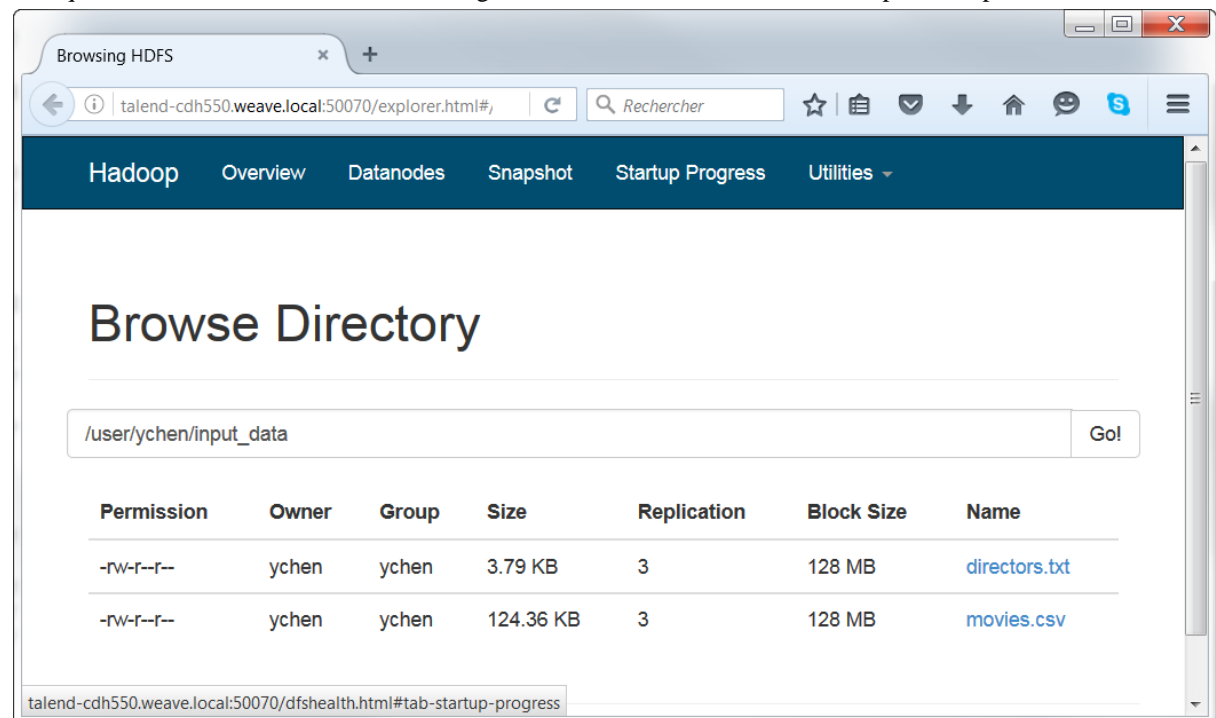 Browsing HDFS × +
talend-cdh550.weave.local:50070/explorer.html#/ Rechercher
Hadoop Overview Datanodes Snapshot Startup Progress Utilities
Browse Directory
/user/ychen/input_data Go!
Permission Owner Group Size Replication Block Size Name
-rw-r--r-- ychen ychen 3.79 KB 3 128 MB directors.txt
-rw-r--r-- ychen ychen 124.36 KB 3 128 MB movies.csv
talend-cdh550.weave.local:50070/dfshealth.html#tab-startup-progress